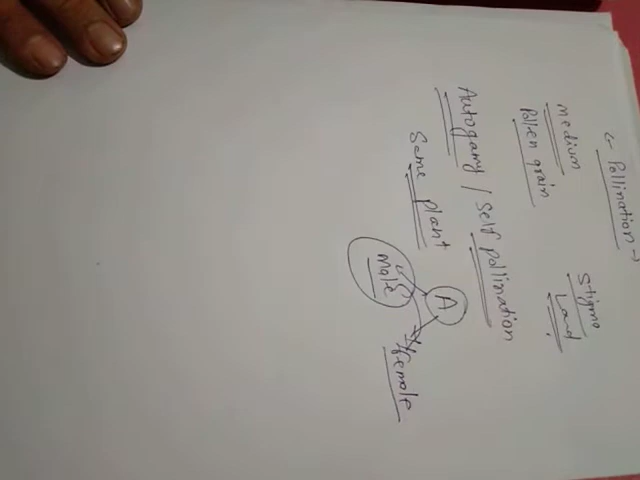 ← Pollination →
medium Stigma
Pollen grain Land
Autogamy / Self Pollination
Same plant A
male female